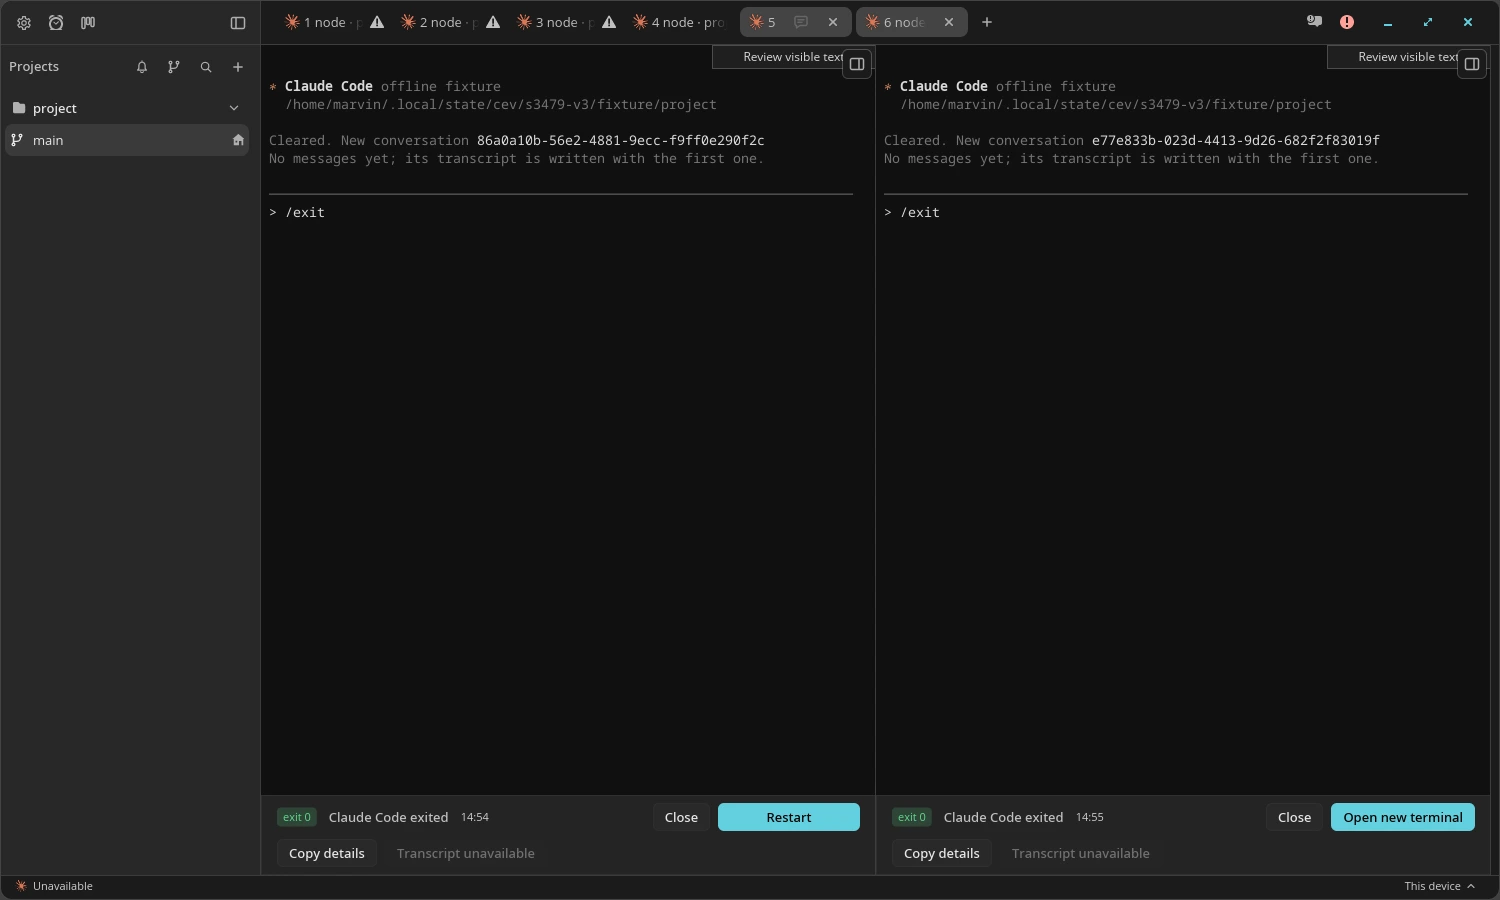 1 node ·
2 node ·
3 node ·
4 node · pro
5
6 node
Projects
project
main
Review visible text
* Claude Code offline fixture
/home/marvin/.local/state/cev/s3479-v3/fixture/project
Cleared. New conversation 86a0a10b-56e2-4881-9ecc-f9ff0e290f2c
No messages yet; its transcript is written with the first one.
> /exit
exit 0
Claude Code exited
14:54
Close
Restart
Copy details
Transcript unavailable
Review visible text
* Claude Code offline fixture
/home/marvin/.local/state/cev/s3479-v3/fixture/project
Cleared. New conversation e77e833b-023d-4413-9d26-682f2f83019f
No messages yet; its transcript is written with the first one.
> /exit
exit 0
Claude Code exited
14:55
Close
Open new terminal
Copy details
Transcript unavailable
Unavailable
This device